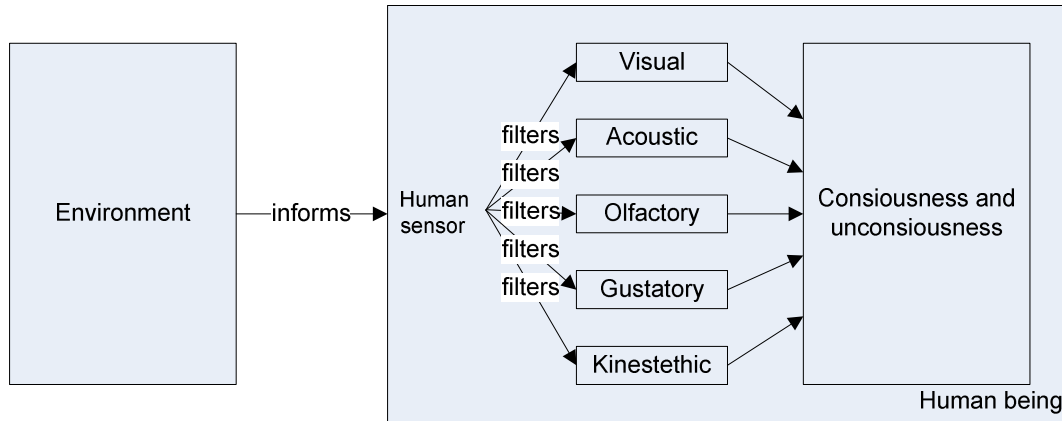 Environment
informs
Human
sensor
filters
filters
filters
filters
filters
Visual
Acoustic
Olfactory
Gustatory
Kinestethic
Consiousness and
unconsiousness
Human being